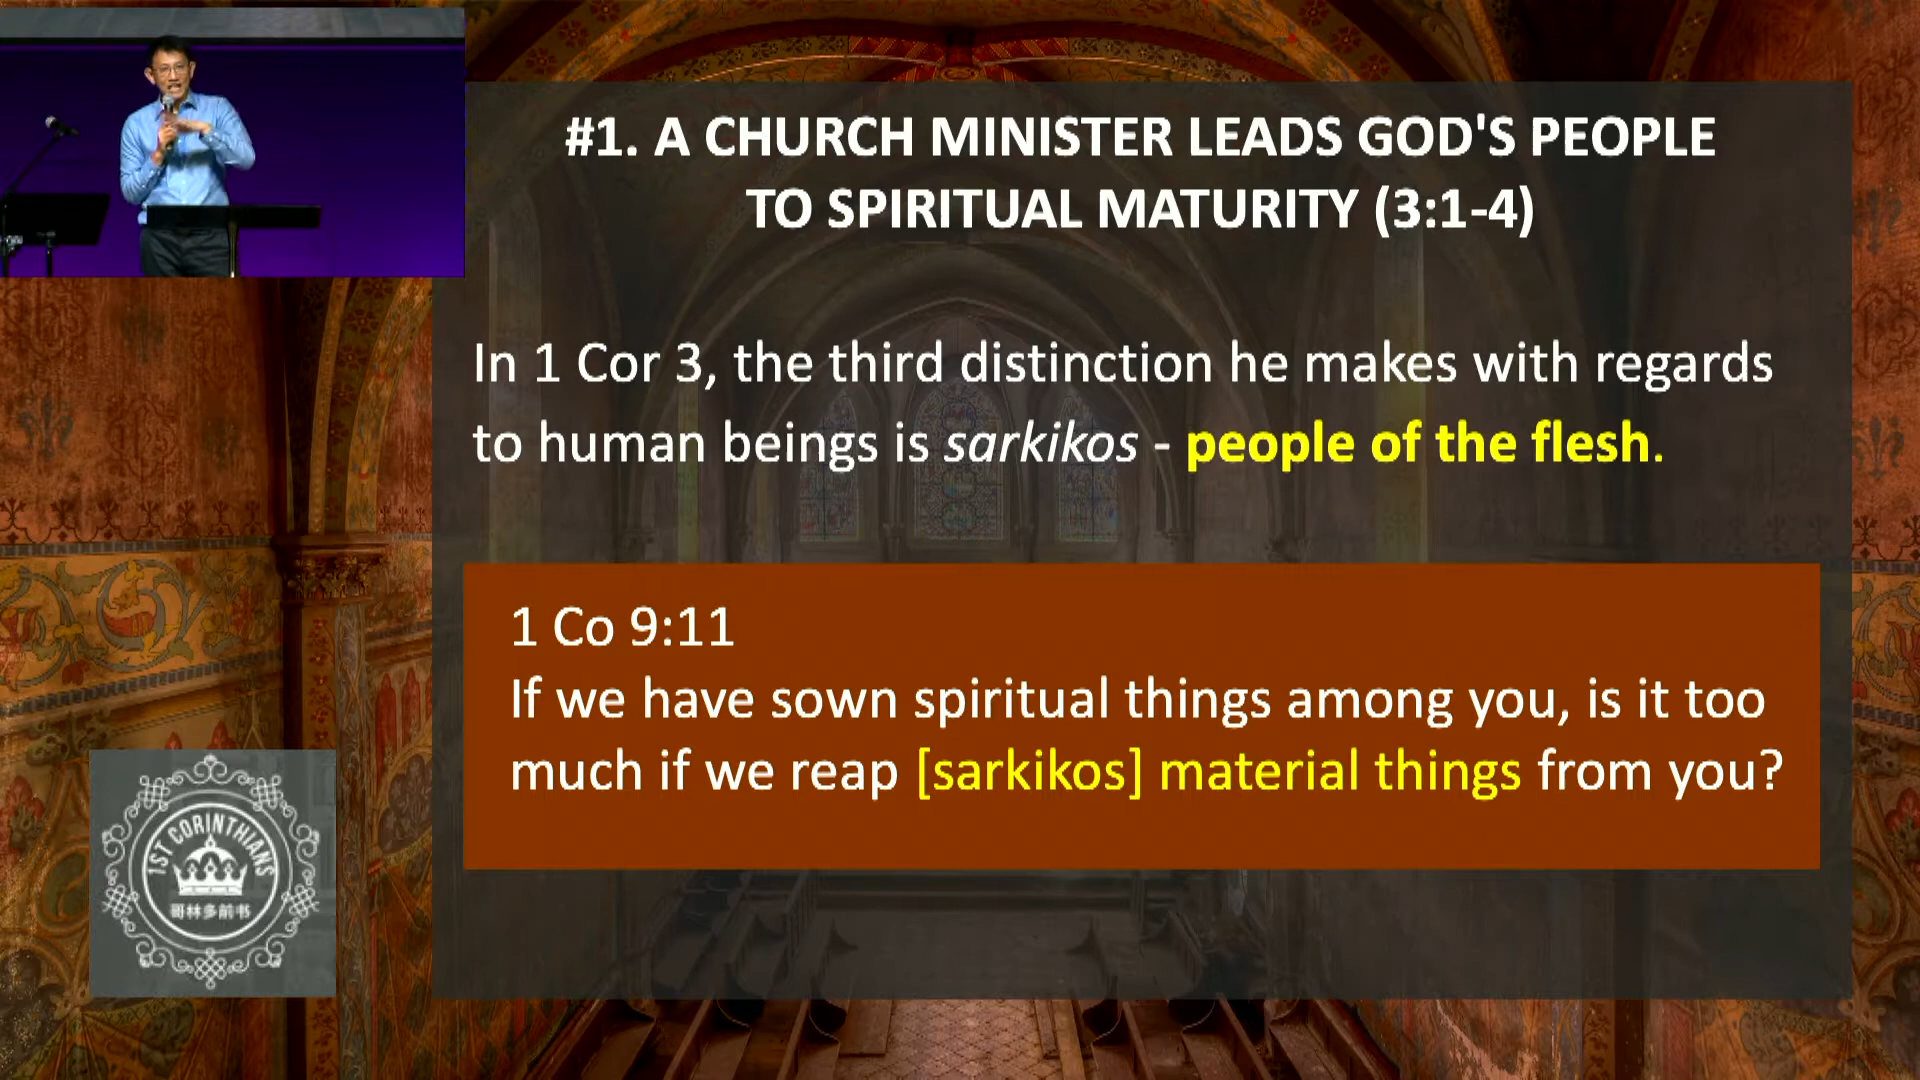 #1. A CHURCH MINISTER LEADS GOD'S PEOPLE
TO SPIRITUAL MATURITY (3:1-4)
In 1 Cor 3, the third distinction he makes with regards
to human beings is sarkikos - people of the flesh.
1 Co 9:11
If we have sown spiritual things among you, is it too
much if we reap [sarkikos] material things from you?
1ST CORINTHIANS
哥林多前书